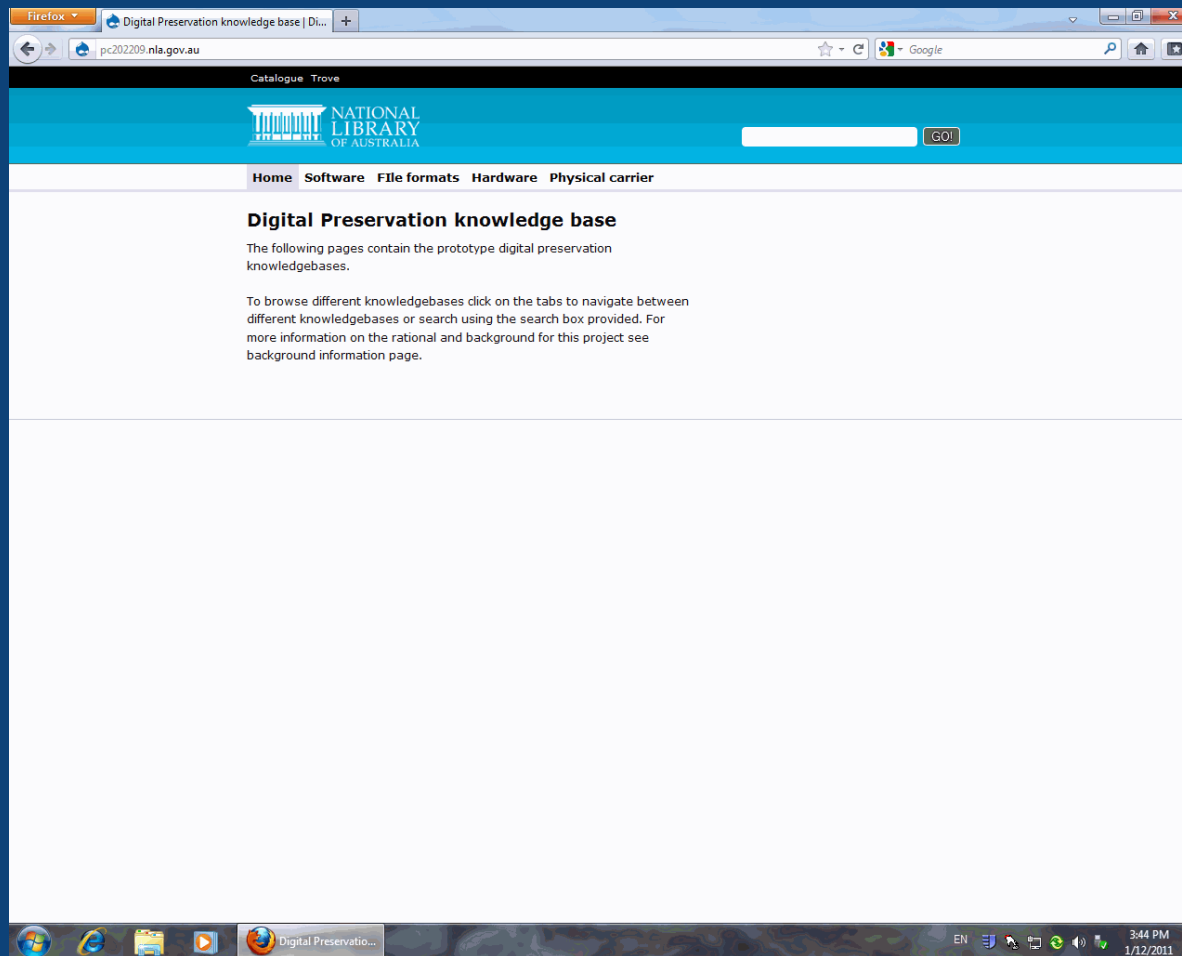 Firefox
Digital Preservation knowledge base | Di...
pc202209.nla.gov.au
Google
Catalogue Trove
NATIONAL
LIBRARY
OF AUSTRALIA
GO!
Home Software FIle formats Hardware Physical carrier
Digital Preservation knowledge base
The following pages contain the prototype digital preservation
knowledgebases.
To browse different knowledgebases click on the tabs to navigate between
different knowledgebases or search using the search box provided. For
more information on the rational and background for this project see
background information page.
Digital Preservatio...
EN
3:44 PM
1/12/2011